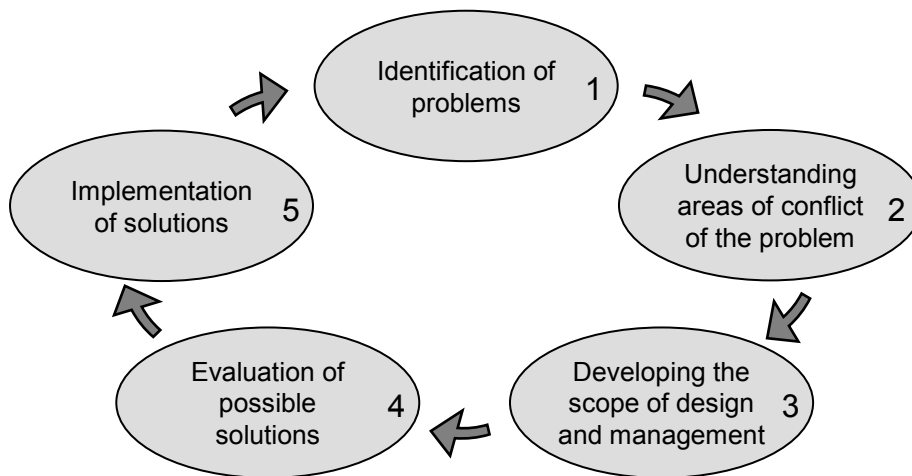 Identification of
problems
1
Understanding
areas of conflict
of the problem
2
Developing the
scope of design
and management
3
Evaluation of
possible
solutions
4
Implementation
of solutions
5